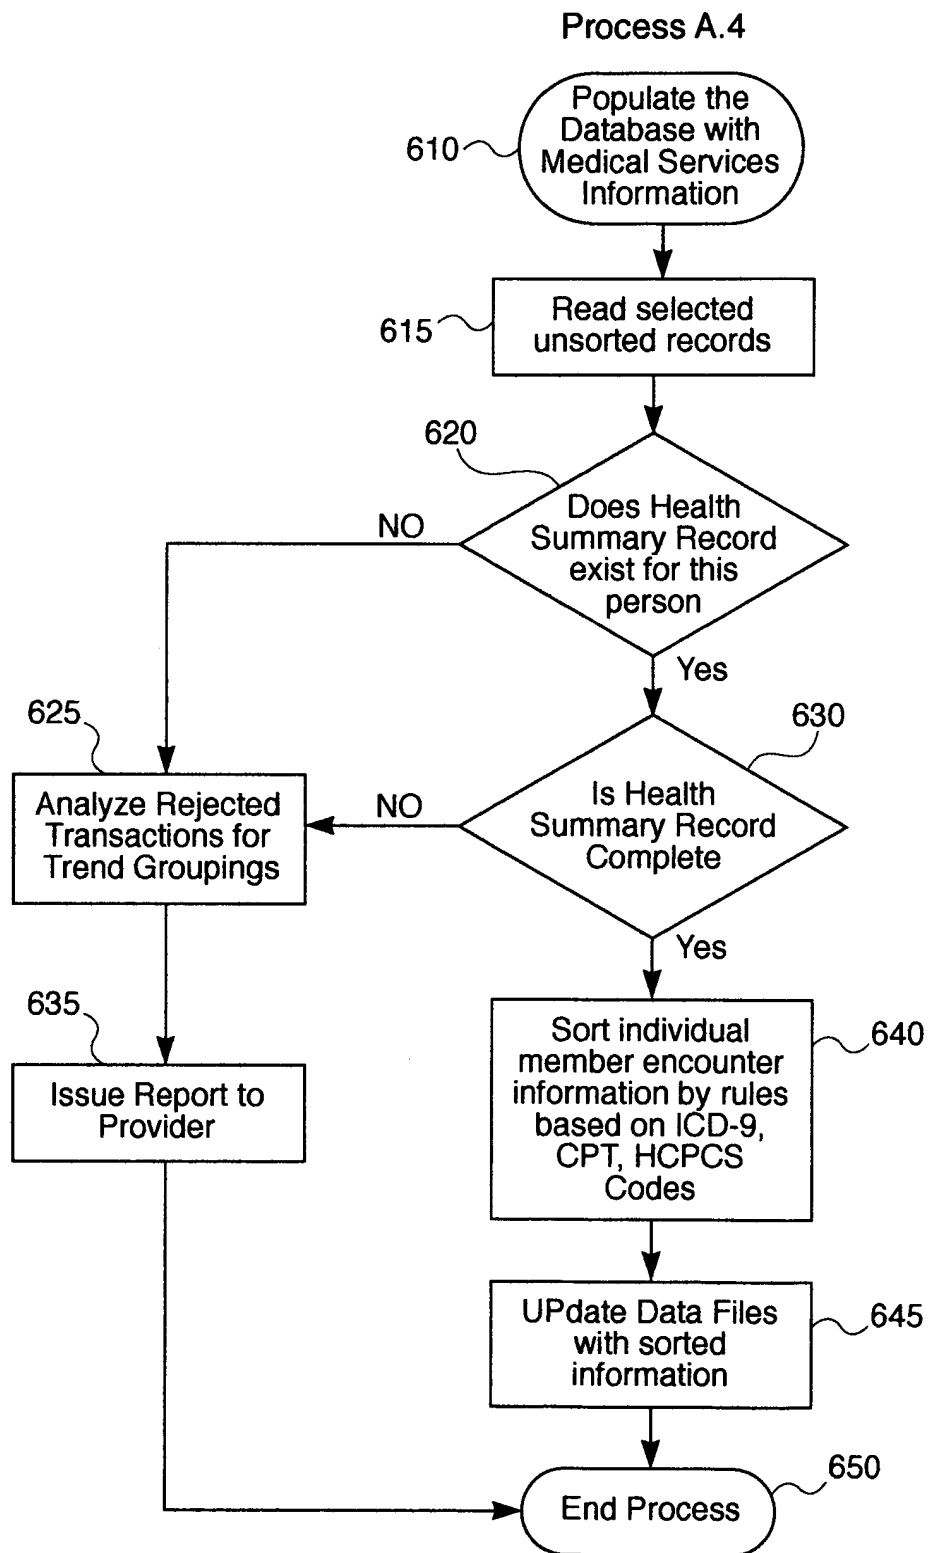 Process A.4
Populate the
Database with
Medical Services
Information
610
Read selected
unsorted records
615
620
Does Health
Summary Record
exist for this
person
NO
Yes
625
630
Analyze Rejected
Transactions for
Trend Groupings
NO
Is Health
Summary Record
Complete
Yes
635
Issue Report to
Provider
Sort individual
member encounter
information by rules
based on ICD-9,
CPT, HCPCS
Codes
640
UPdate Data Files
with sorted
information
645
650
End Process